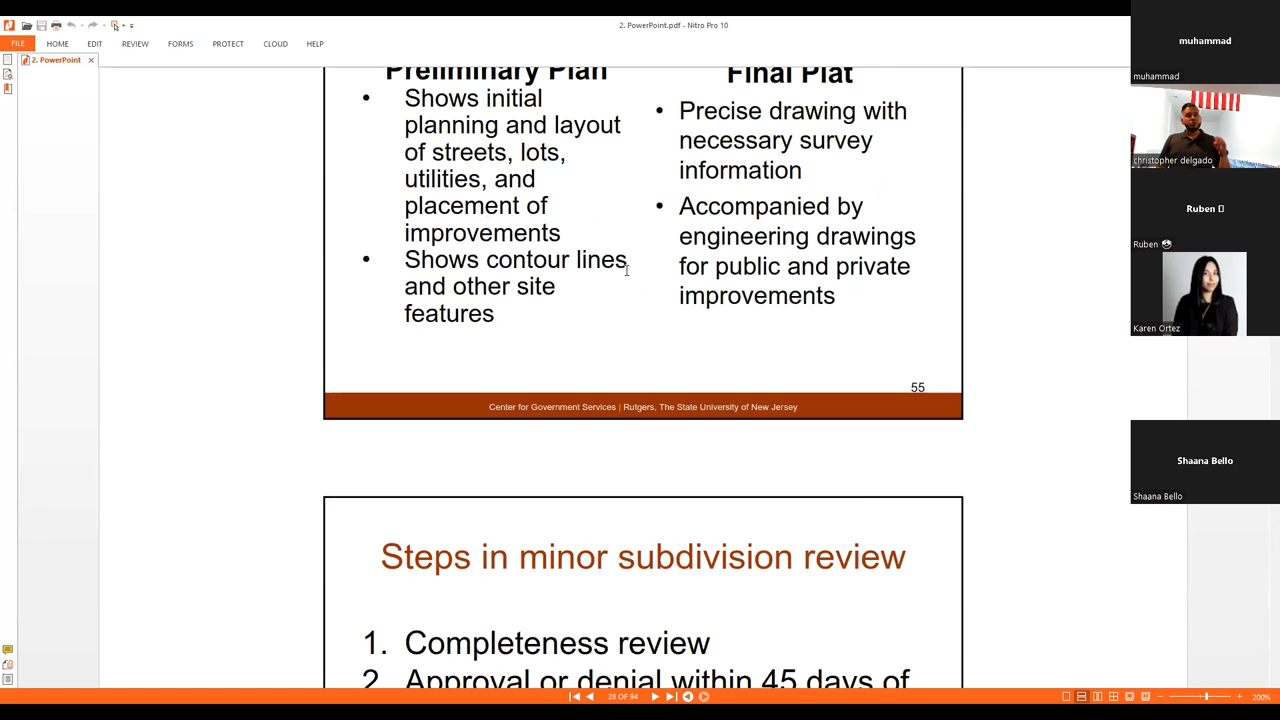 2. PowerPoint.pdf - Nitro Pro 10
FILE
HOME
EDIT
REVIEW
FORMS
PROTECT
CLOUD
HELP
2. PowerPoint
Preliminary Plan
• Shows initial
planning and layout
of streets, lots,
utilities, and
placement of
improvements
• Shows contour lines
and other site
features
Final Plat
• Precise drawing with
necessary survey
information
• Accompanied by
engineering drawings
for public and private
improvements
55
Center for Government Services | Rutgers, The State University of New Jersey
Steps in minor subdivision review
1. Completeness review
2. Approval or denial within 45 days of
28 OF 94
200%
muhammad
muhammad
christopher delgado
Ruben
Ruben
Karen Ortez
Shaana Bello
Shaana Bello